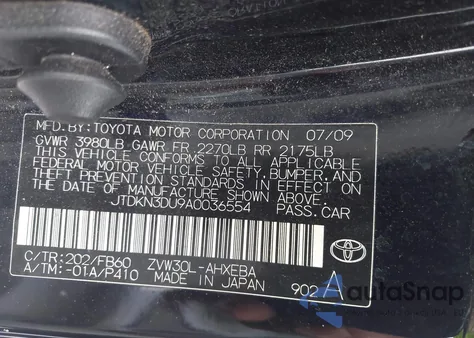 MFD.BY:TOYOTA MOTOR CORPORATION 07/09
GVWR 3980LB GAWR FR 2270LB RR 2175LB
THIS VEHICLE CONFORMS TO ALL APPLICABLE
FEDERAL MOTOR VEHICLE SAFETY, BUMPER, AND
THEFT PREVENTION STANDARDS IN EFFECT ON
THE DATE OF MANUFACTURE SHOWN ABOVE.
JTDKN3DU9A0036554 PASS.CAR
C/TR:202/FB60 ZVW30L-AHXEBA
A/TM:-01A/P410 MADE IN JAPAN 902A
TOYOTA
AutoSnap